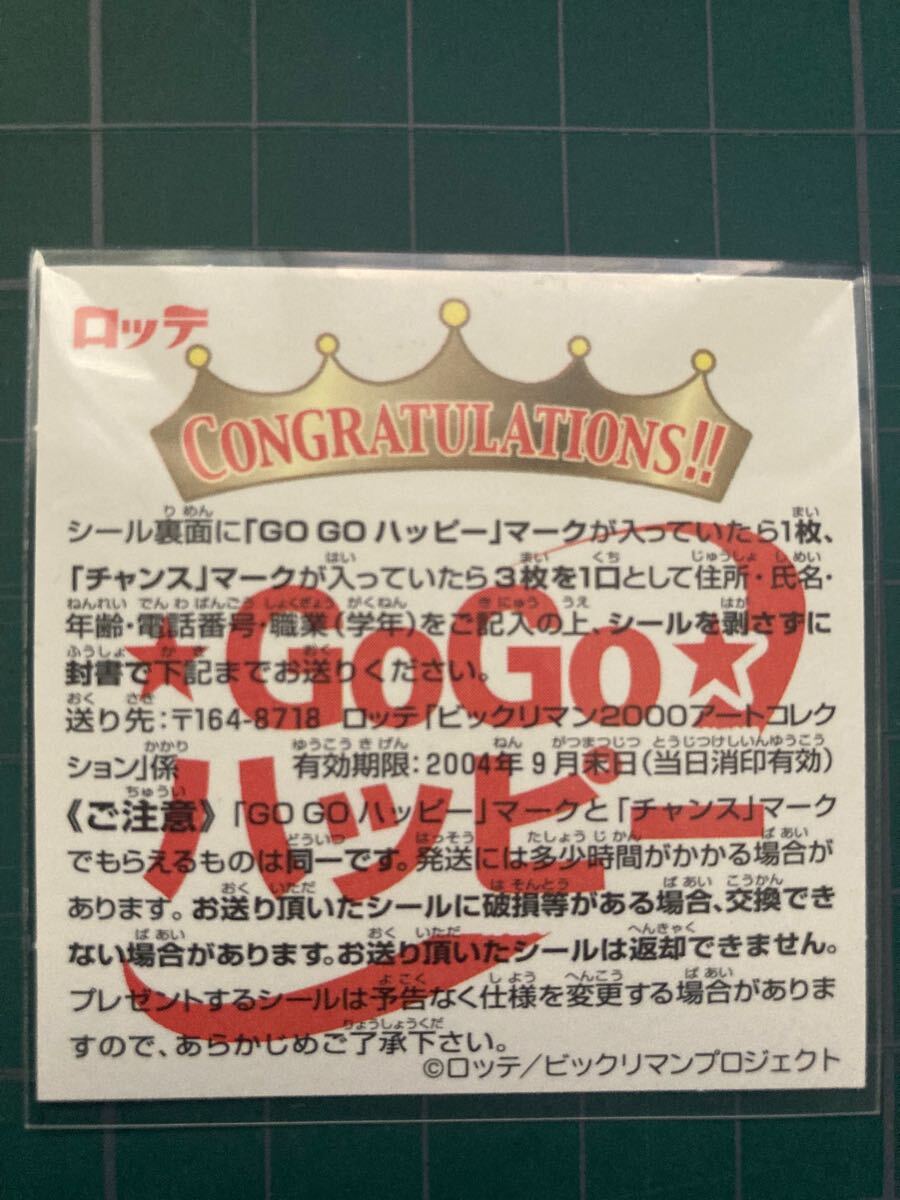 ロッテ
CONGRATULATIONS!!
シール裏面に「GO GO ハッピー」マークが入っていたら1枚、
「チャンス」マークが入っていたら3枚を1口として住所・氏名・
年齢・電話番号・職業(学年)をご記入の上、シールを剥さずに
封書で下記までお送りください。
送り先:〒164-8718 ロッテ「ビックリマン2000アートコレク
ション」係 有効期限:2004年9月末日(当日消印有効)
《ご注意》「GO GO ハッピー」マークと「チャンス」マーク
でもらえるものは同一です。発送には多少時間がかかる場合が
あります。お送り頂いたシールに破損等がある場合、交換でき
ない場合があります。お送り頂いたシールは返却できません。
プレゼントするシールは予告なく仕様を変更する場合がありま
すので、あらかじめご了承下さい。
©ロッテ/ビックリマンプロジェクト
★GoGo★
ハッピー